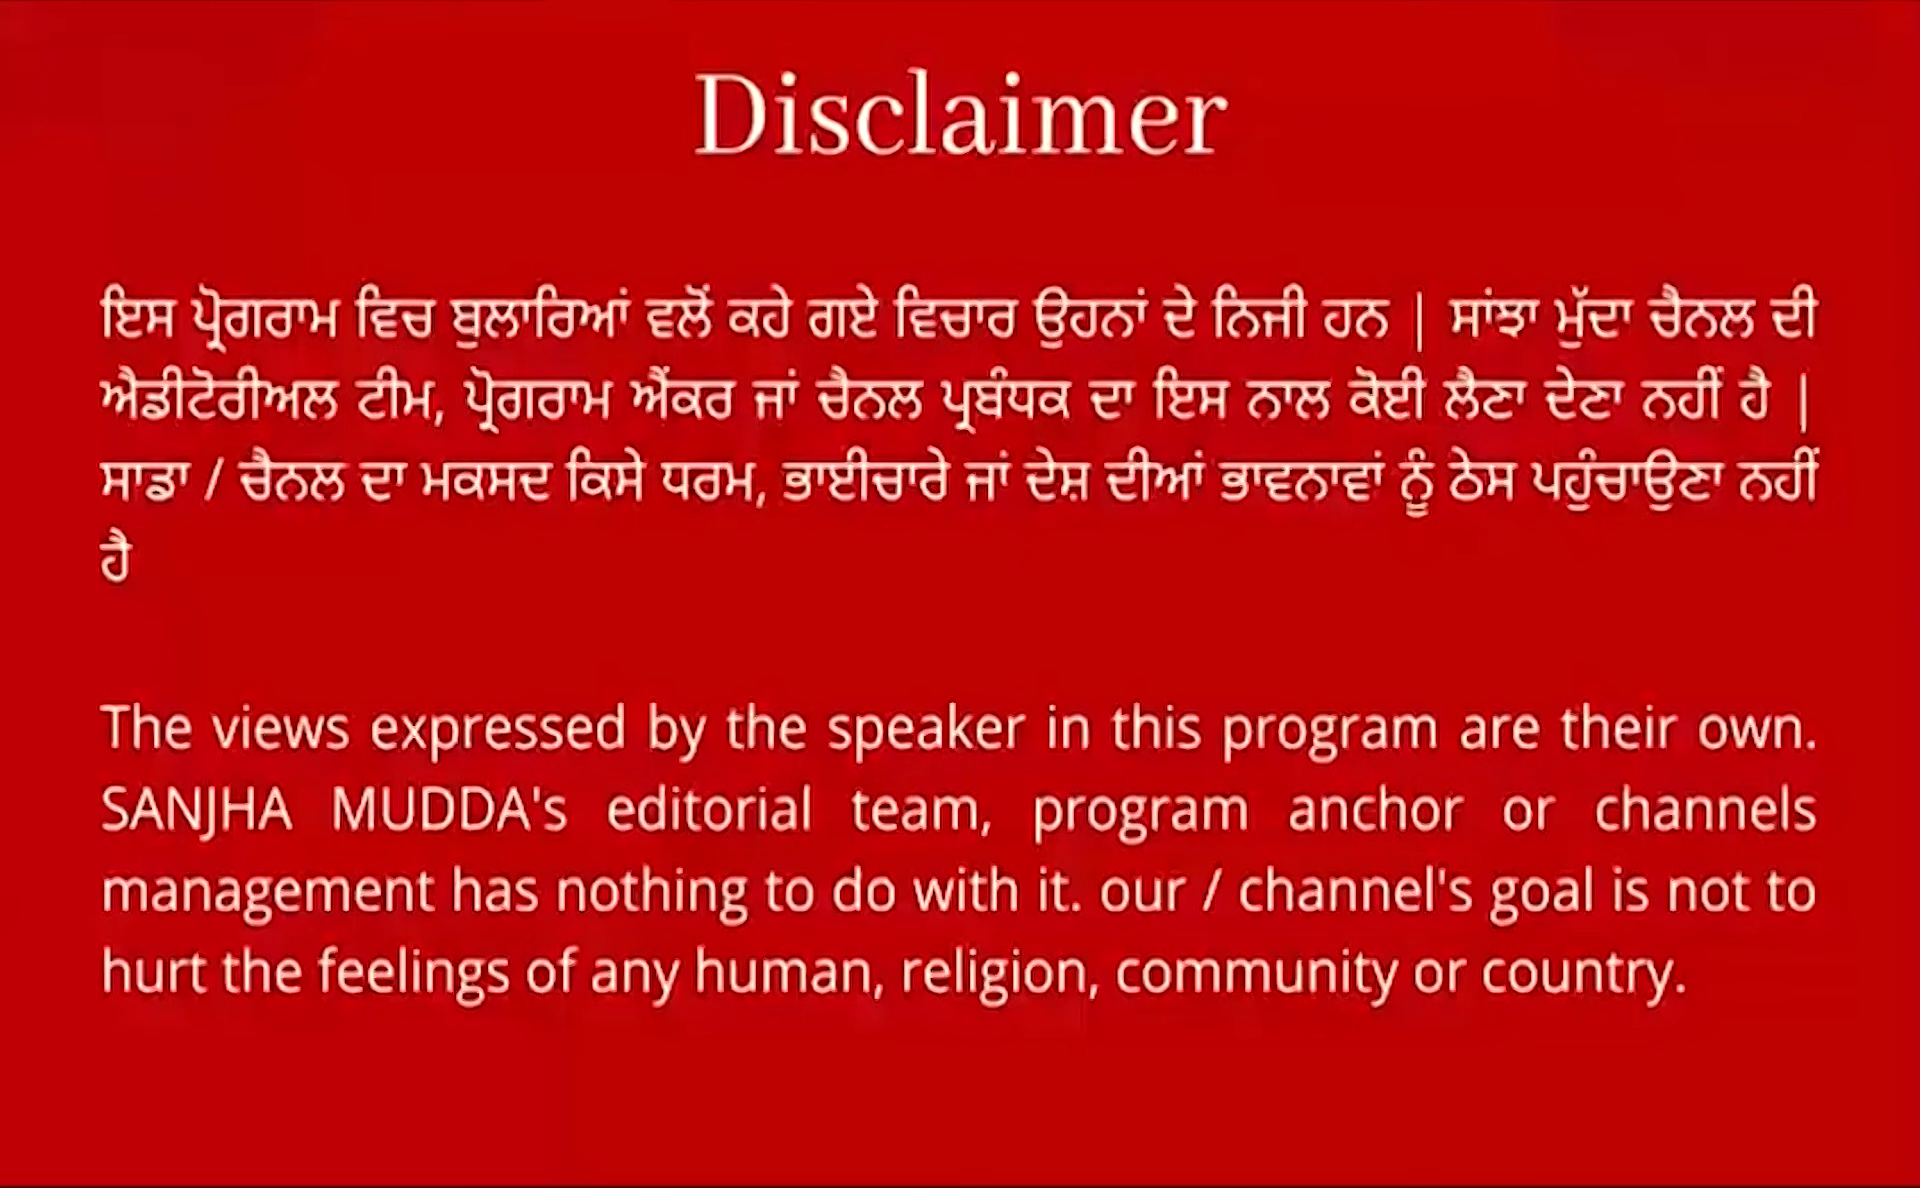 Disclaimer
ਇਸ ਪ੍ਰੋਗਰਾਮ ਵਿਚ ਬੁਲਾਰਿਆਂ ਵਲੋਂ ਕਹੇ ਗਏ ਵਿਚਾਰ ਉਹਨਾਂ ਦੇ ਨਿਜੀ ਹਨ | ਸਾਂਝਾ ਮੁੱਦਾ ਚੈਨਲ ਦੀ
ਐਡੀਟੋਰੀਅਲ ਟੀਮ, ਪ੍ਰੋਗਰਾਮ ਐਂਕਰ ਜਾਂ ਚੈਨਲ ਪ੍ਰਬੰਧਕ ਦਾ ਇਸ ਨਾਲ ਕੋਈ ਲੈਣਾ ਦੇਣਾ ਨਹੀਂ ਹੈ |
ਸਾਡਾ / ਚੈਨਲ ਦਾ ਮਕਸਦ ਕਿਸੇ ਧਰਮ, ਭਾਈਚਾਰੇ ਜਾਂ ਦੇਸ਼ ਦੀਆਂ ਭਾਵਨਾਵਾਂ ਨੂੰ ਠੇਸ ਪਹੁੰਚਾਉਣਾ ਨਹੀਂ
ਹੈ
The views expressed by the speaker in this program are their own.
SANJHA MUDDA's editorial team, program anchor or channels
management has nothing to do with it. our / channel's goal is not to
hurt the feelings of any human, religion, community or country.